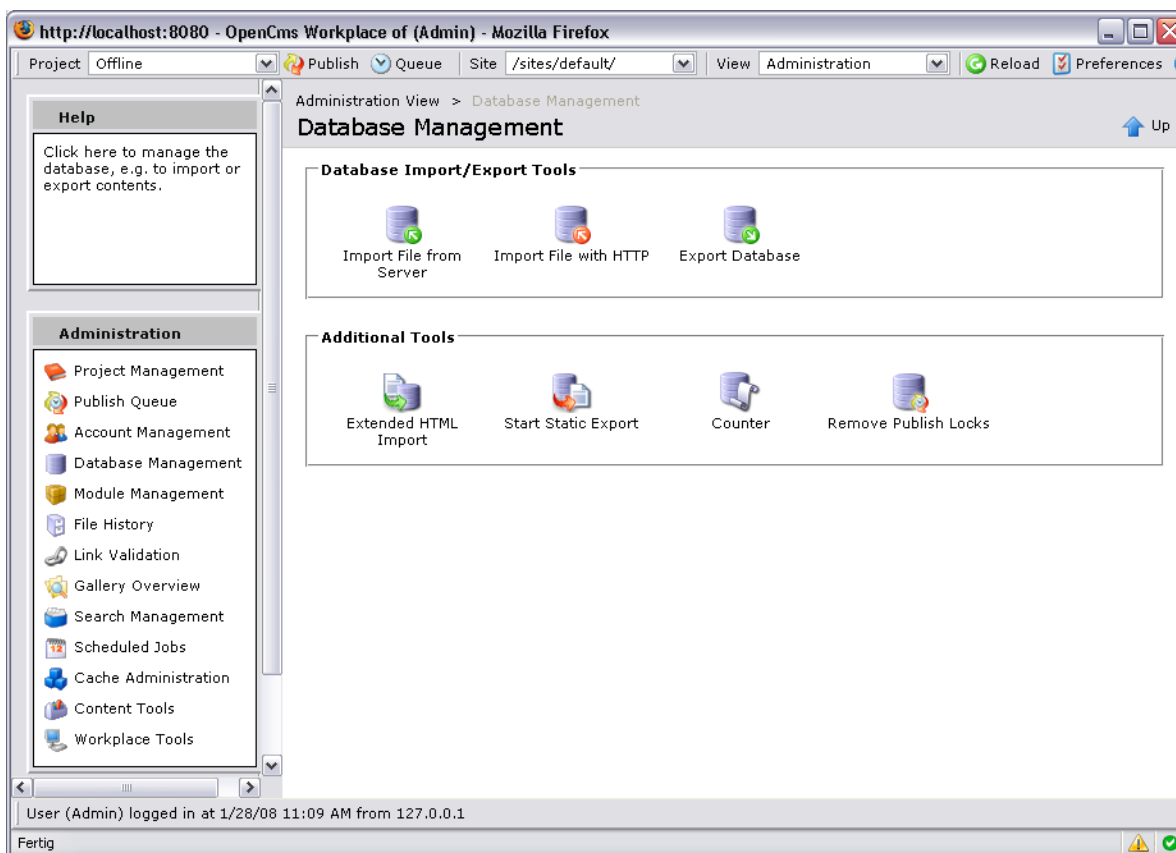 http://localhost:8080 - OpenCms Workplace of (Admin) - Mozilla Firefox
Project Offline Publish Queue Site /sites/default/ View Administration Reload Preferences
Help
Click here to manage the
database, e.g. to import or
export contents.
Administration
Project Management
Publish Queue
Account Management
Database Management
Module Management
File History
Link Validation
Gallery Overview
Search Management
12
Scheduled Jobs
Cache Administration
Content Tools
Workplace Tools
Administration View > Database Management
Database Management
Up
Database Import/Export Tools
Import File from
Server
Import File with HTTP
Export Database
Additional Tools
Extended HTML
Import
Start Static Export
Counter
Remove Publish Locks
User (Admin) logged in at 1/28/08 11:09 AM from 127.0.0.1
Fertig